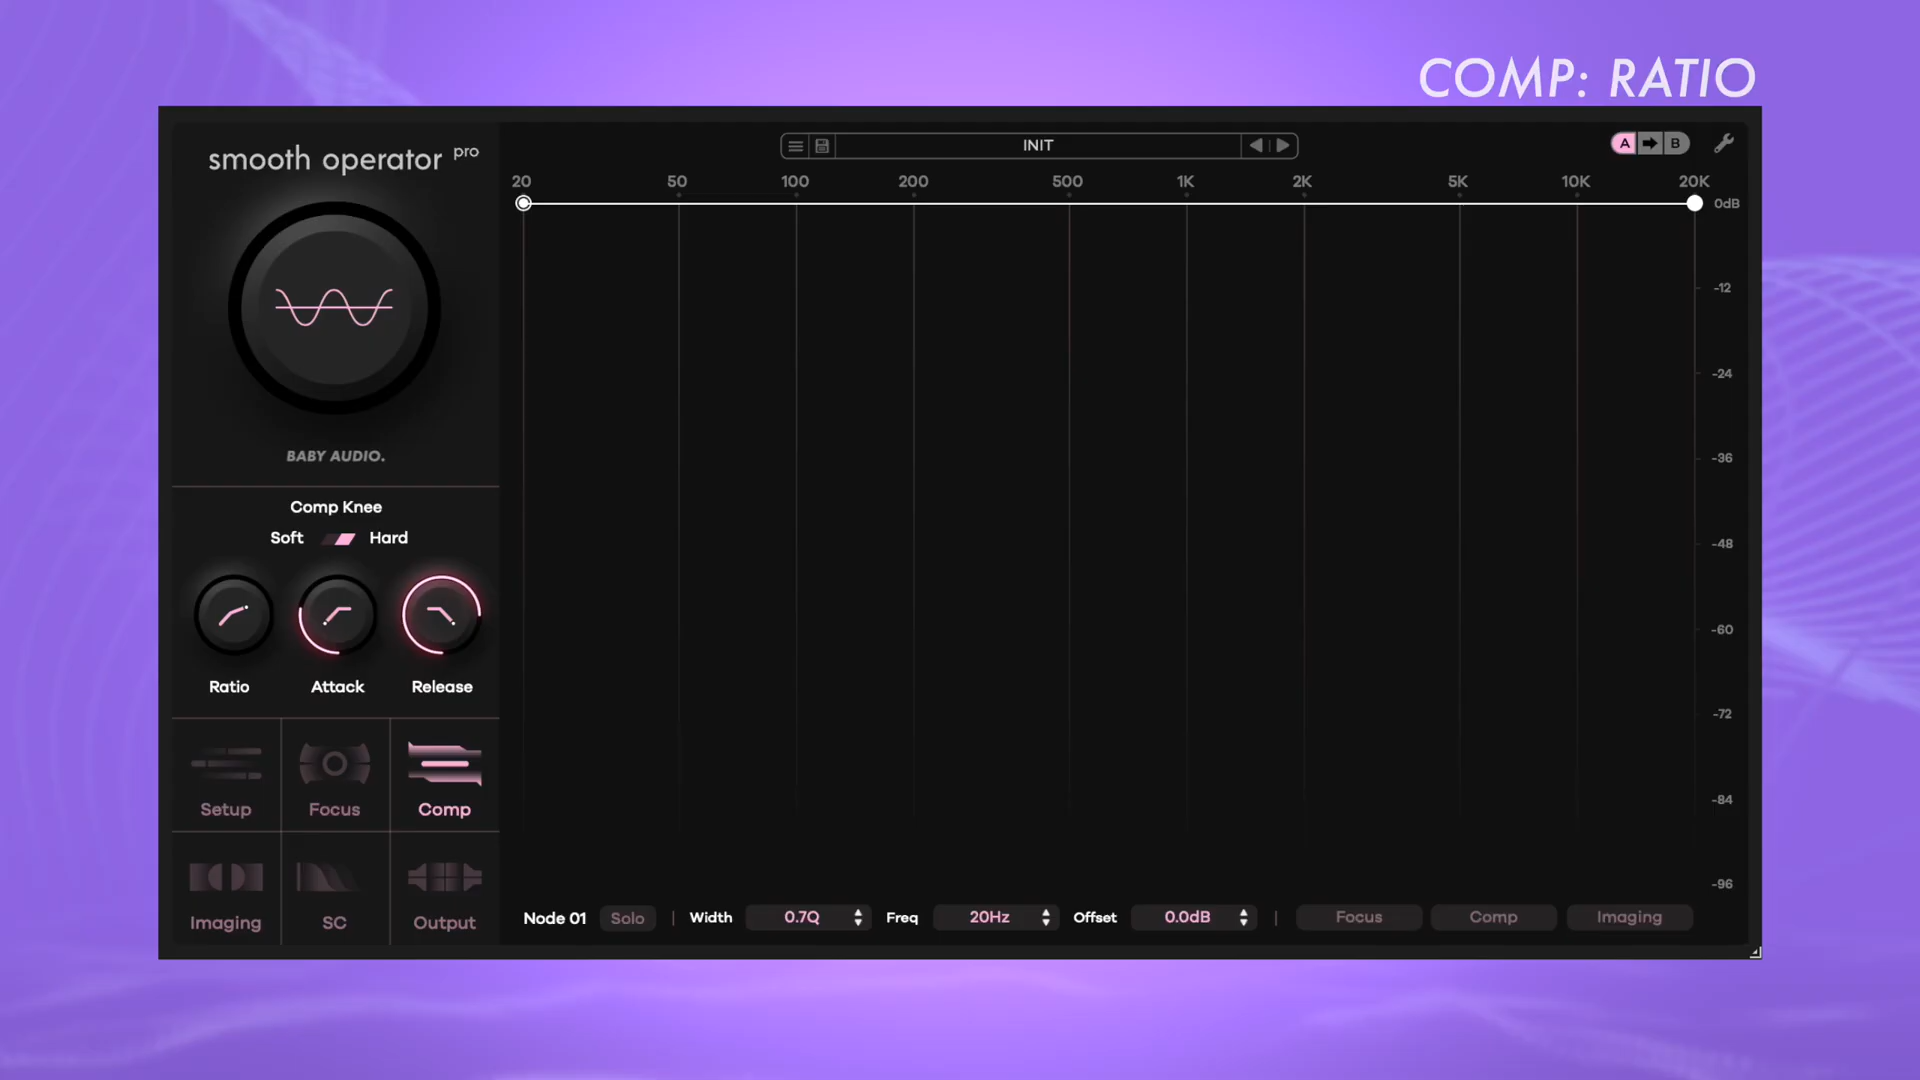 COMP: RATIO
smooth operator pro
INIT
A B
20 50 100 200 500 1K 2K 5K 10K 20K
0dB
-12
-24
-36
-48
-60
-72
-84
-96
BABY AUDIO.
Comp Knee
Soft Hard
Ratio Attack Release
Setup Focus Comp
Imaging SC Output
Node 01 Solo | Width 0.7Q Freq 20Hz Offset 0.0dB | Focus Comp Imaging